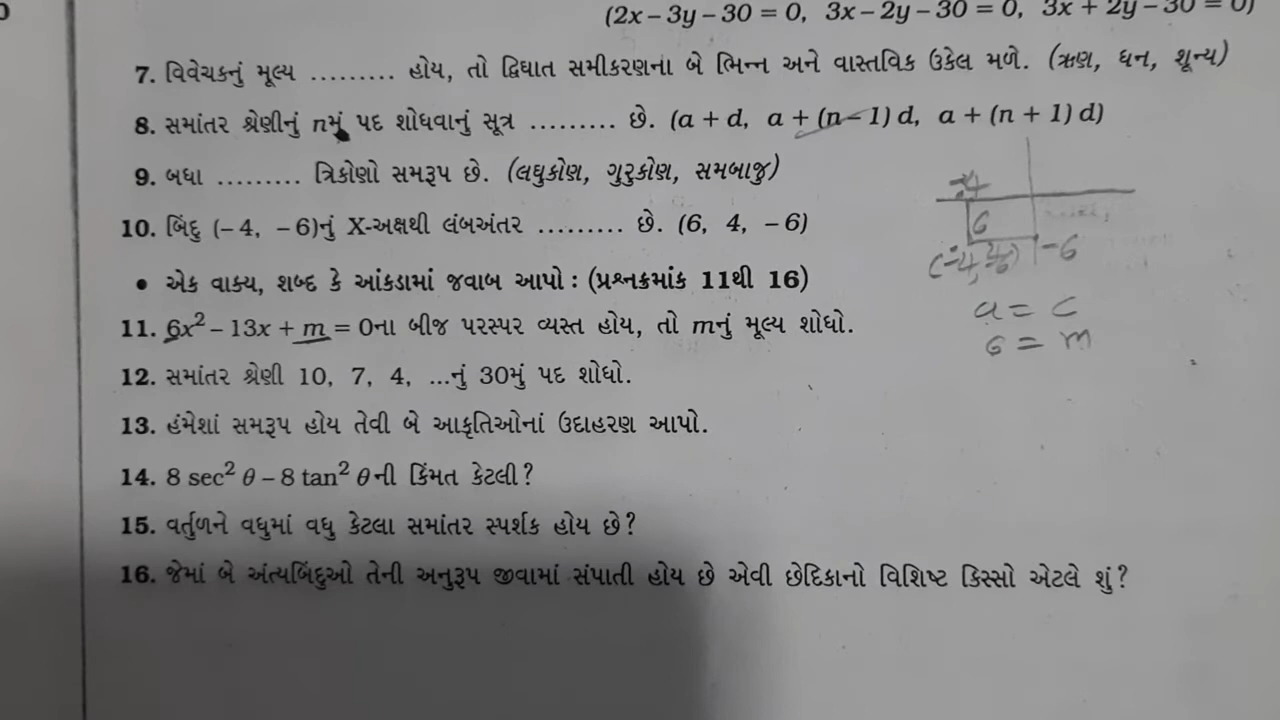 (2x – 3y – 30 = 0, 3x – 2y – 30 = 0, 3x + 2y – 30 = 0)
7. વિવેચકનું મૂલ્ય ......... હોય, તો દ્વિઘાત સમીકરણના બે ભિન્ન અને વાસ્તવિક ઉકેલ મળે. (ઋણ, ધન, શૂન્ય)
8. સમાંતર શ્રેણીનું nમું પદ શોધવાનું સૂત્ર ......... છે. (a + d, a + (n – 1) d, a + (n + 1) d)
9. બધા ......... ત્રિકોણો સમરૂપ છે. (લઘુકોણ, ગુરુકોણ, સમબાજુ)
-4
10. બિંદુ (– 4, – 6)નું X-અક્ષથી લંબઅંતર ......... છે. (6, 4, – 6)
6
-6
• એક વાક્ય, શબ્દ કે આંકડામાં જવાબ આપો : (પ્રશ્નક્રમાંક 11થી 16)
a = c
11. 6x² – 13x + m = 0ના બીજ પરસ્પર વ્યસ્ત હોય, તો mનું મૂલ્ય શોધો.
6 = m
12. સમાંતર શ્રેણી 10, 7, 4, ...નું 30મું પદ શોધો.
13. હંમેશાં સમરૂપ હોય તેવી બે આકૃતિઓનાં ઉદાહરણ આપો.
14. 8 sec² θ – 8 tan² θની કિંમત કેટલી?
15. વર્તુળને વધુમાં વધુ કેટલા સમાંતર સ્પર્શક હોય છે?
16. જેમાં બે અંત્યબિંદુઓ તેની અનુરૂપ જીવામાં સંપાતી હોય છે એવી છેદિકાનો વિશિષ્ટ કિસ્સો એટલે શું?